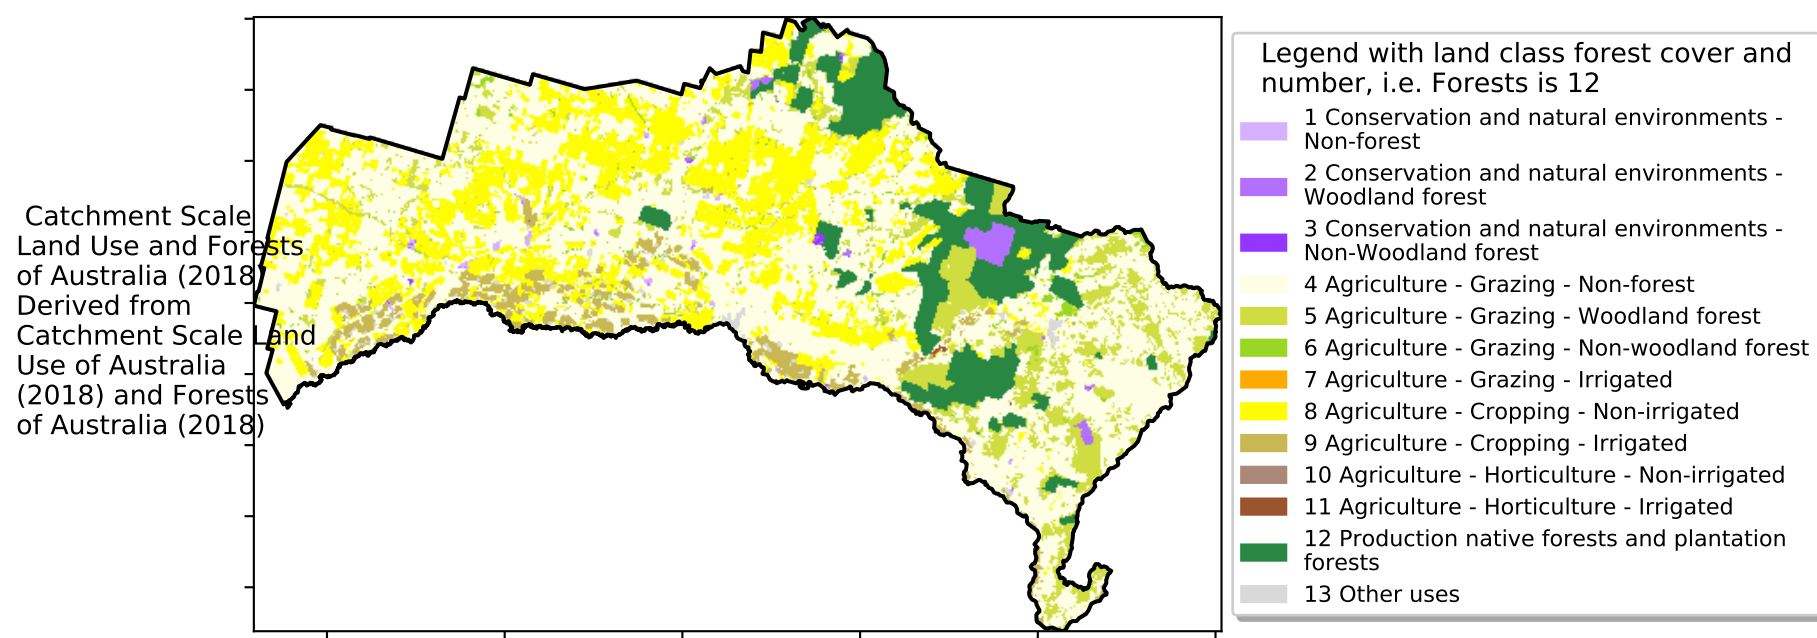 Catchment Scale
Land Use and Forests
of Australia (2018)
Derived from
Catchment Scale Land
Use of Australia
(2018) and Forests
of Australia (2018)
Legend with land class forest cover and
number, i.e. Forests is 12
1 Conservation and natural environments -
Non-forest
2 Conservation and natural environments -
Woodland forest
3 Conservation and natural environments -
Non-Woodland forest
4 Agriculture - Grazing - Non-forest
5 Agriculture - Grazing - Woodland forest
6 Agriculture - Grazing - Non-woodland forest
7 Agriculture - Grazing - Irrigated
8 Agriculture - Cropping - Non-irrigated
9 Agriculture - Cropping - Irrigated
10 Agriculture - Horticulture - Non-irrigated
11 Agriculture - Horticulture - Irrigated
12 Production native forests and plantation
forests
13 Other uses